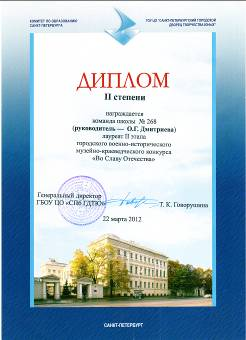 КОМИТЕТ ПО ОБРАЗОВАНИЮ
САНКТ-ПЕТЕРБУРГА
ГОУ ЦО "САНКТ-ПЕТЕРБУРГСКИЙ ГОРОДСКОЙ
ДВОРЕЦ ТВОРЧЕСТВА ЮНЫХ"
ДИПЛОМ
II степени
награждается
команда школы № 268
(руководитель — О.Г. Дмитриева)
лауреат II этапа
городского военно-исторического
музейно-краеведческого конкурса
«Во Славу Отечества»
Генеральный директор
ГБОУ ЦО «СПб ГДТЮ»
Т. К. Говорушина
22 марта 2012
САНКТ-ПЕТЕРБУРГ